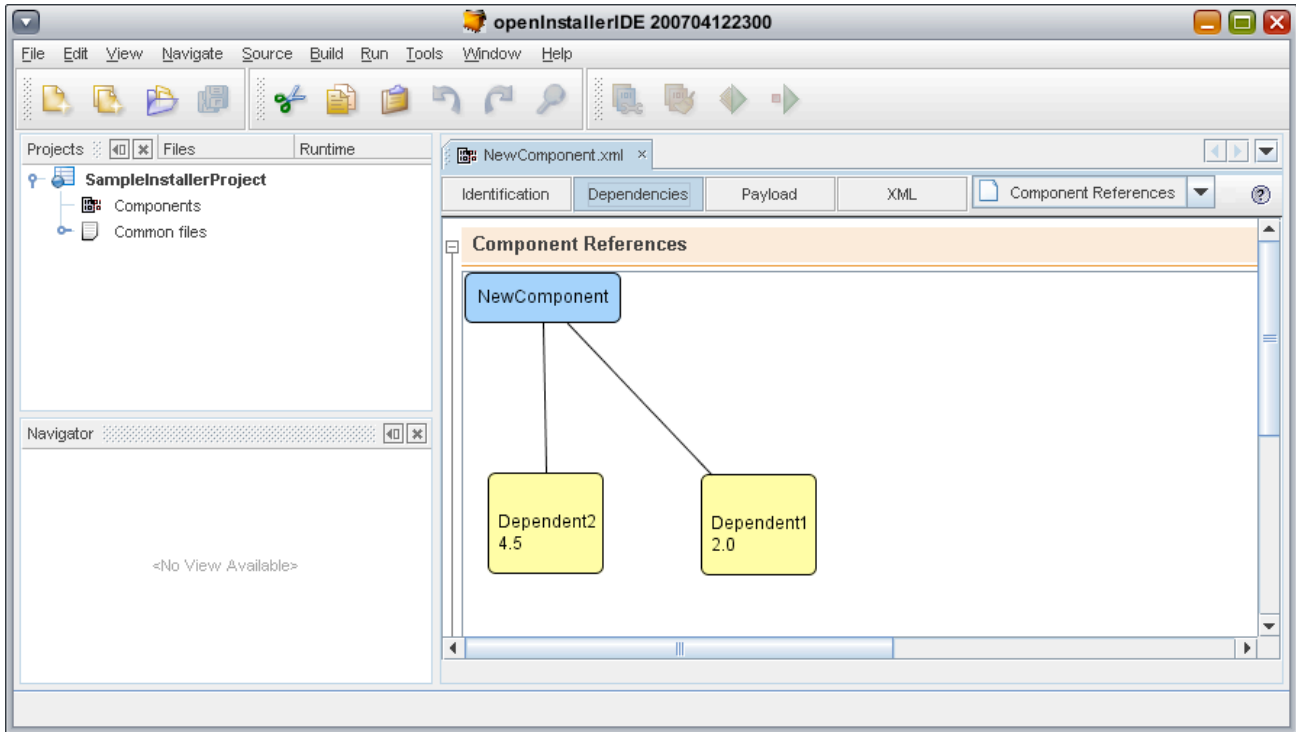 openInstallerIDE 200704122300
File Edit View Navigate Source Build Run Tools Window Help
Projects Files Runtime
SampleInstallerProject
Components
Common files
Navigator
<No View Available>
NewComponent.xml
Identification Dependencies Payload XML Component References
Component References
NewComponent
Dependent2
4.5
Dependent1
2.0